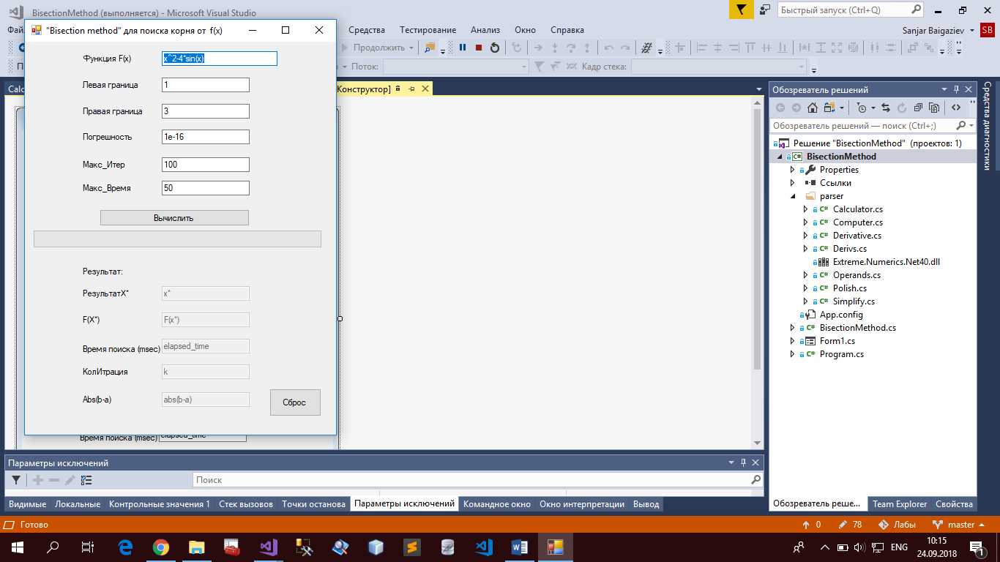 BisectionMethod (выполняется) - Microsoft Visual Studio
Быстрый запуск (Ctrl+Q)
Средства Тестирование Анализ Окно Справка
Sanjar Baigaziev SB
Продолжить
Поток: Кадр стека:
"Bisection method" для поиска корня от f(x)
Функция F(x) x^2-4*sin(x)
Левая граница 1
Правая граница 3
Погрешность 1e-16
Макс_Итер 100
Макс_Время 50
Вычислить
Результат:
РезультатX* x*
F(X*) F(x*)
Время поиска (msec) elapsed_time
КолИтрация k
Abs(b-a) abs(b-a)
Сброс
Конструктор]
Время поиска (msec) elapsed_time
Обозреватель решений
Обозреватель решений — поиск (Ctrl+;)
Решение "BisectionMethod" (проектов: 1)
BisectionMethod
Properties
Ссылки
parser
Calculator.cs
Computer.cs
Derivative.cs
Derivs.cs
Extreme.Numerics.Net40.dll
Operands.cs
Polish.cs
Simplify.cs
App.config
BisectionMethod.cs
Form1.cs
Program.cs
Средства диагностики
Параметры исключений
Поиск
Видимые Локальные Контрольные значения 1 Стек вызовов Точки останова Параметры исключений Командное окно Окно интерпретации Вывод
Обозреватель реше... Team Explorer Свойства
Готово 0 78 Лабы master
ENG 10:15
24.09.2018 1